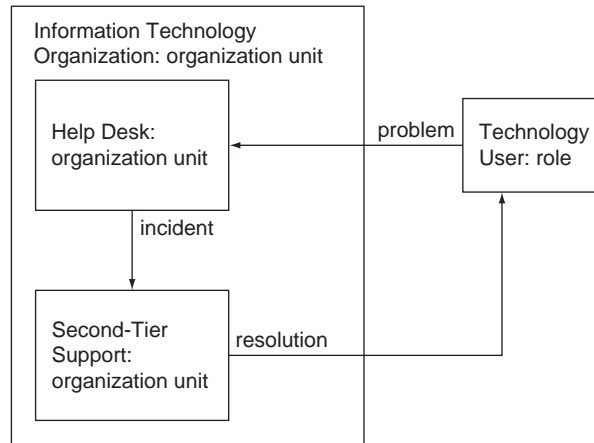 Information Technology
Organization: organization unit
Help Desk:
organization unit
problem
Technology
User: role
incident
Second-Tier
Support:
organization unit
resolution